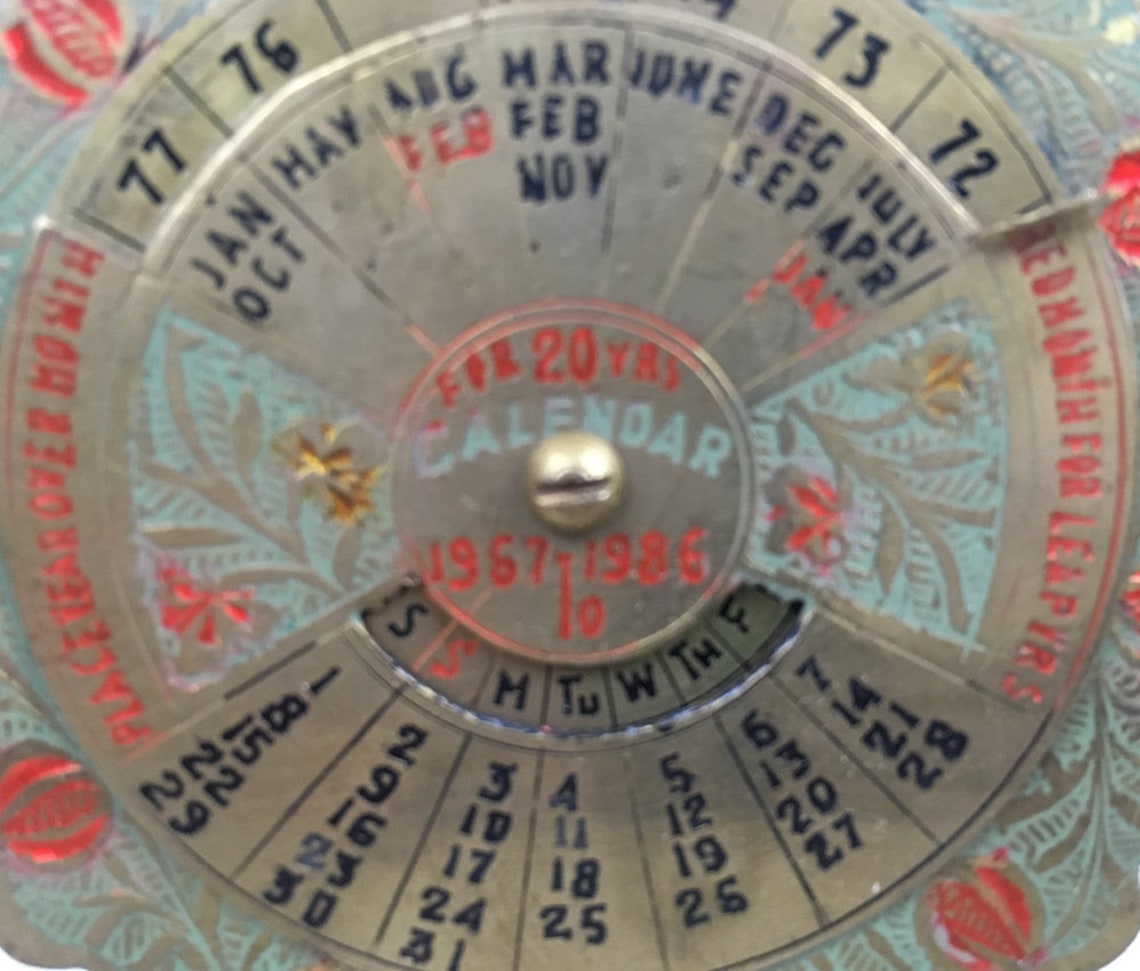 77
76
73
72
JAN
OCT
MAY
AUG
FEB
MAR
FEB
NOV
JUNE
DEC
SEP
JULY
APR
JAN
PLACE YEAR OVER MONTH
RED MONTH FOR LEAP YRS
FOR 20 YRS
CALENDAR
1967-1986
S S M Tu W TH F
1 8 15 22 29
2 9 16 23 30
3 10 17 24 31
4 11 18 25
5 12 19 26
6 13 20 27
7 14 21 28